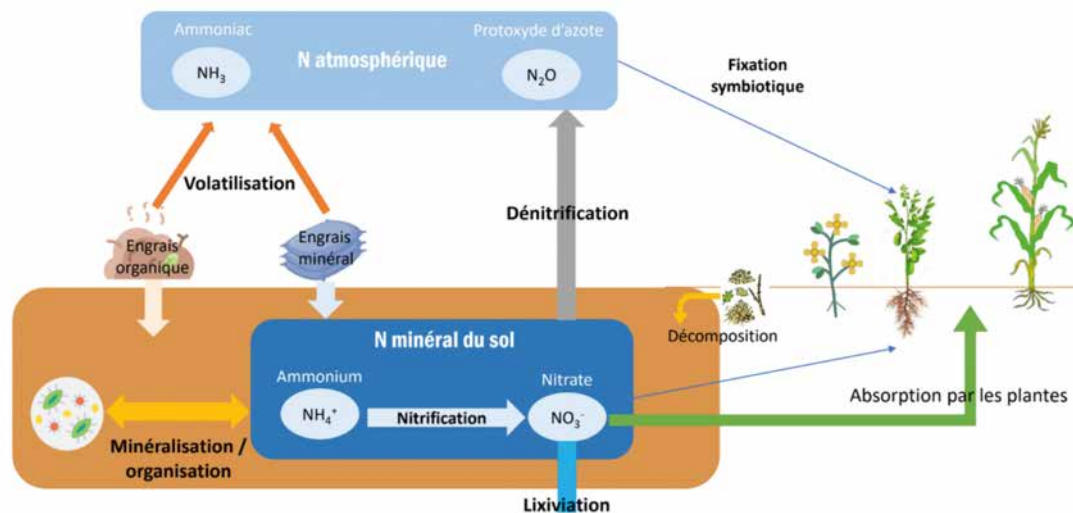 Ammoniac
Protoxyde d'azote
N atmosphérique
NH₃
N₂O
Fixation
symbiotique
Volatilisation
Dénitrification
Engrais
organique
Engrais
minéral
Décomposition
N minéral du sol
Ammonium
Nitrate
NH₄⁺
Nitrification
NO₃⁻
Absorption par les plantes
Minéralisation /
organisation
Lixiviation